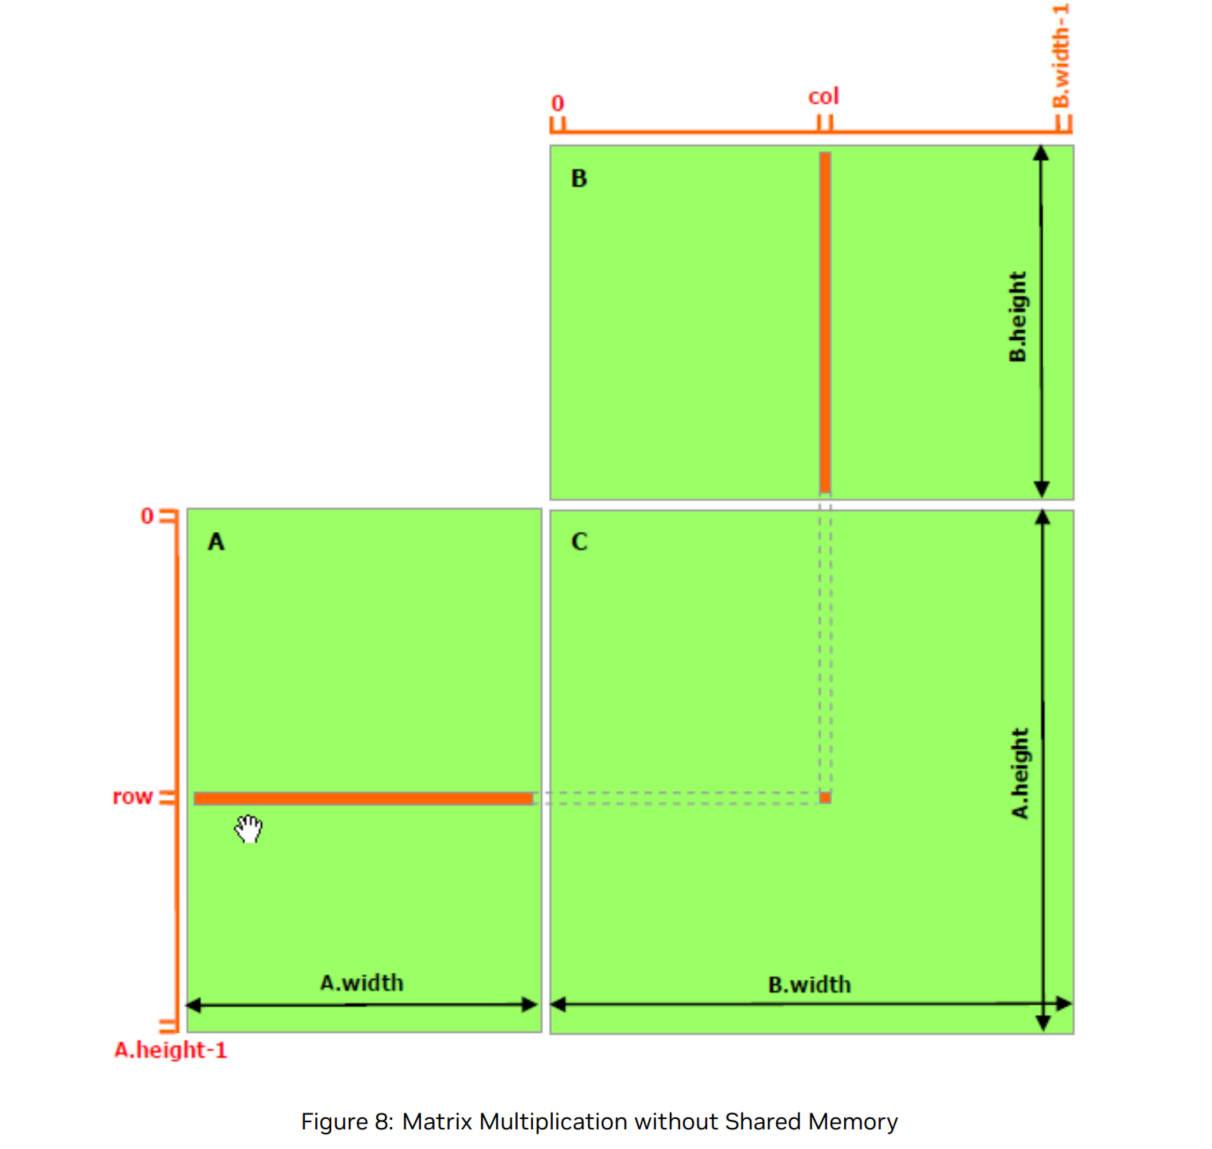 B.width-1
0
col
B
B.height
0
A
C
row
A.height
A.width
B.width
A.height-1
Figure 8: Matrix Multiplication without Shared Memory